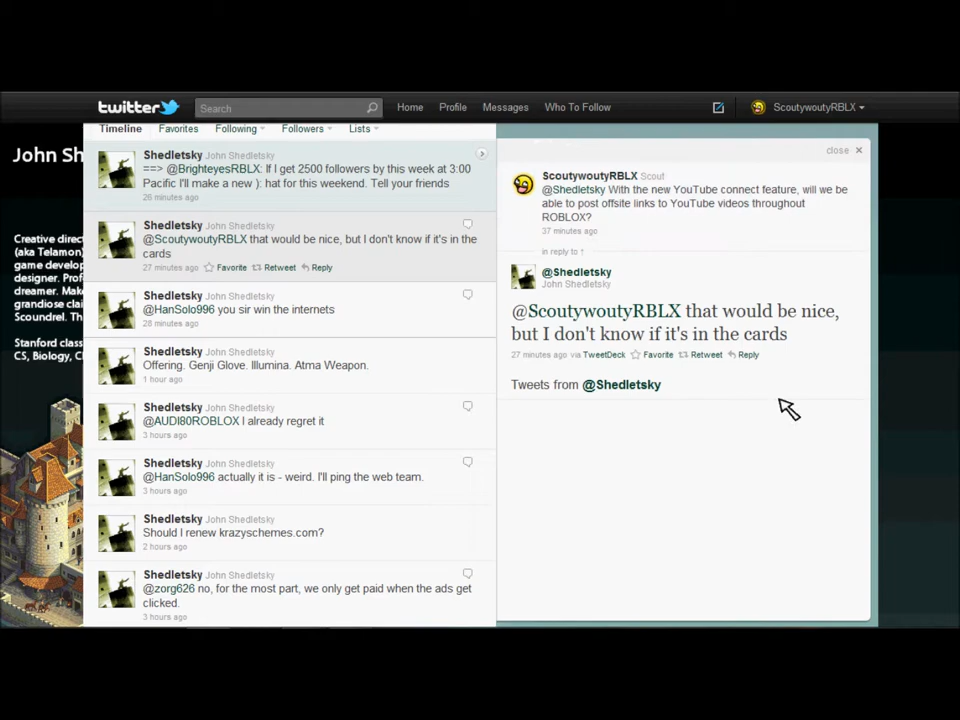 twitter
Search
Home
Profile
Messages
Who To Follow
ScoutywoutyRBLX
John Sh
Creative direc
(aka Telamon)
game develop
designer. Prof
dreamer. Make
grandiose clai
Scoundrel. Th
Stanford class
CS, Biology, C
Timeline
Favorites
Following
Followers
Lists
Shedletsky John Shedletsky
==> @BrighteyesRBLX: If I get 2500 followers by this week at 3:00
Pacific I'll make a new ): hat for this weekend. Tell your friends
26 minutes ago
Shedletsky John Shedletsky
@ScoutywoutyRBLX that would be nice, but I don't know if it's in the
cards
27 minutes ago Favorite Retweet Reply
Shedletsky John Shedletsky
@HanSolo996 you sir win the internets
28 minutes ago
Shedletsky John Shedletsky
Offering. Genji Glove. Illumina. Atma Weapon.
1 hour ago
Shedletsky John Shedletsky
@AUDI80ROBLOX I already regret it
3 hours ago
Shedletsky John Shedletsky
@HanSolo996 actually it is - weird. I'll ping the web team.
3 hours ago
Shedletsky John Shedletsky
Should I renew krazyschemes.com?
2 hours ago
Shedletsky John Shedletsky
@zorg626 no, for the most part, we only get paid when the ads get
clicked.
3 hours ago
close ×
ScoutywoutyRBLX Scout
@Shedletsky With the new YouTube connect feature, will we be
able to post offsite links to YouTube videos throughout
ROBLOX?
37 minutes ago
in reply to ↑
@Shedletsky
John Shedletsky
@ScoutywoutyRBLX that would be nice,
but I don't know if it's in the cards
27 minutes ago via TweetDeck Favorite Retweet Reply
Tweets from @Shedletsky